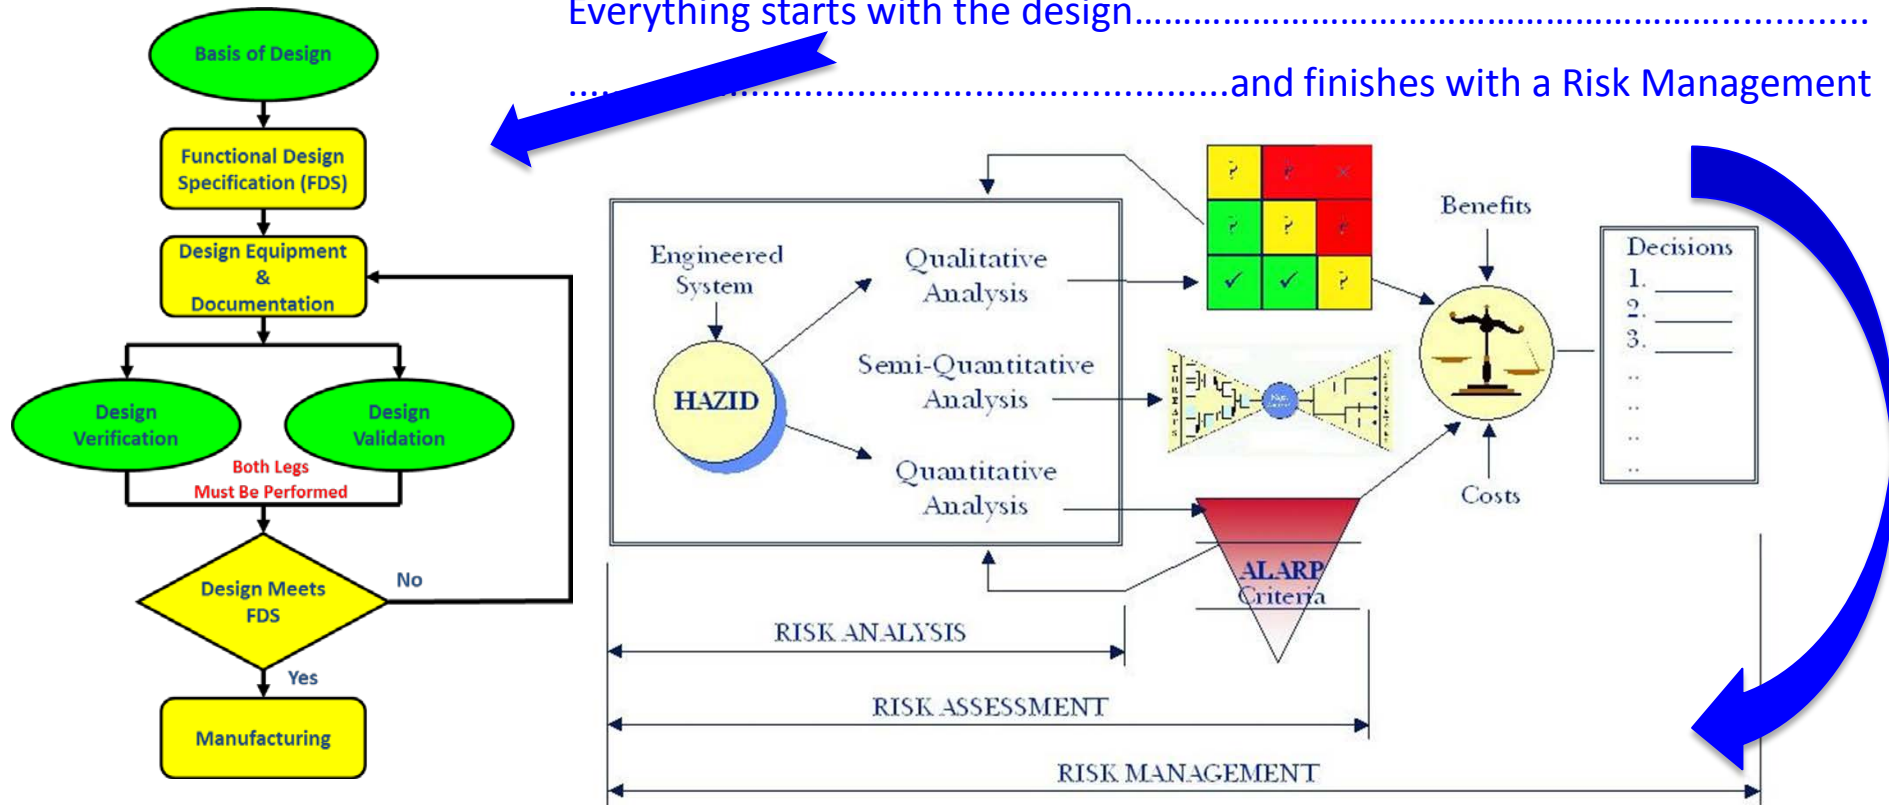 Everything starts with the design................................................................................
................................................................and finishes with a Risk Management
Basis of Design
Functional Design
Specification (FDS)
Design Equipment
&
Documentation
Design
Verification
Design
Validation
Both Legs
Must Be Performed
Design Meets
FDS
No
Yes
Manufacturing
Engineered
System
HAZID
Qualitative
Analysis
Semi-Quantitative
Analysis
Quantitative
Analysis
? ? ×
? ? ?
✓ ✓ ?
ALARP
Criteria
Benefits
Costs
Decisions
1. ______
2. ______
3. ______
..
..
..
..
RISK ANALYSIS
RISK ASSESSMENT
RISK MANAGEMENT